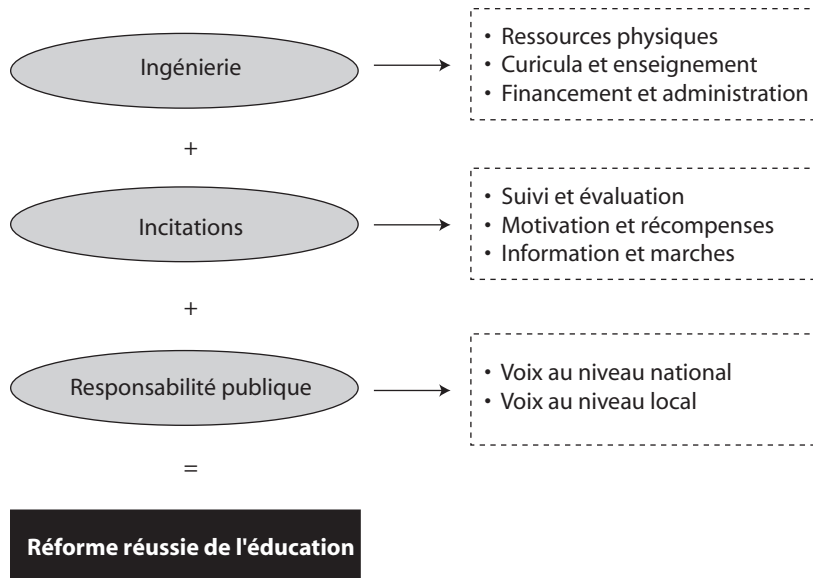 Ingénierie
• Ressources physiques
• Curicula et enseignement
• Financement et administration
+
Incitations
• Suivi et évaluation
• Motivation et récompenses
• Information et marches
+
Responsabilité publique
• Voix au niveau national
• Voix au niveau local
=
Réforme réussie de l'éducation